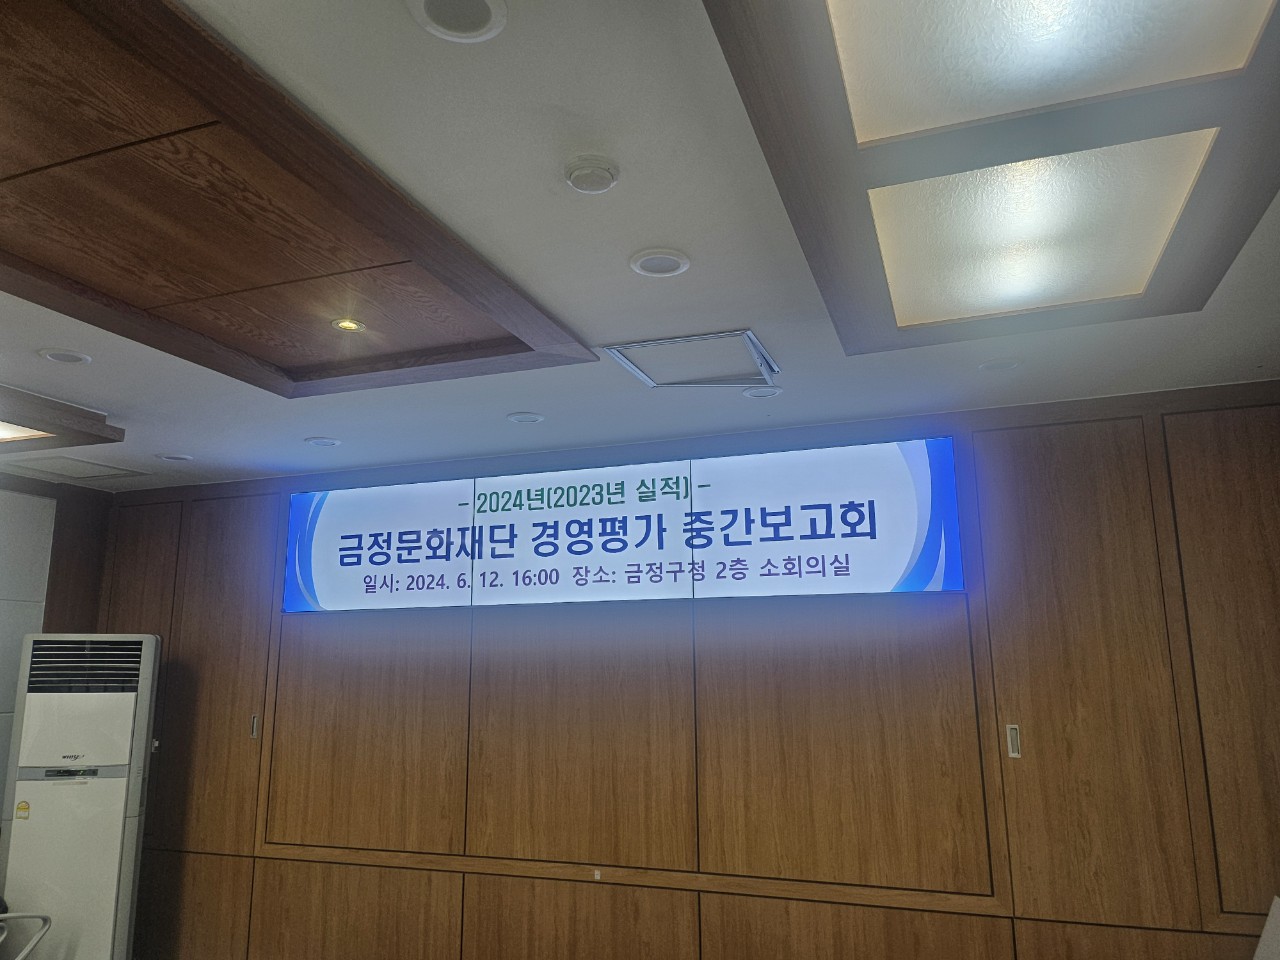 - 2024년(2023년 실적) -
금정문화재단 경영평가 중간보고회
일시: 2024. 6. 12. 16:00 장소: 금정구청 2층 소회의실